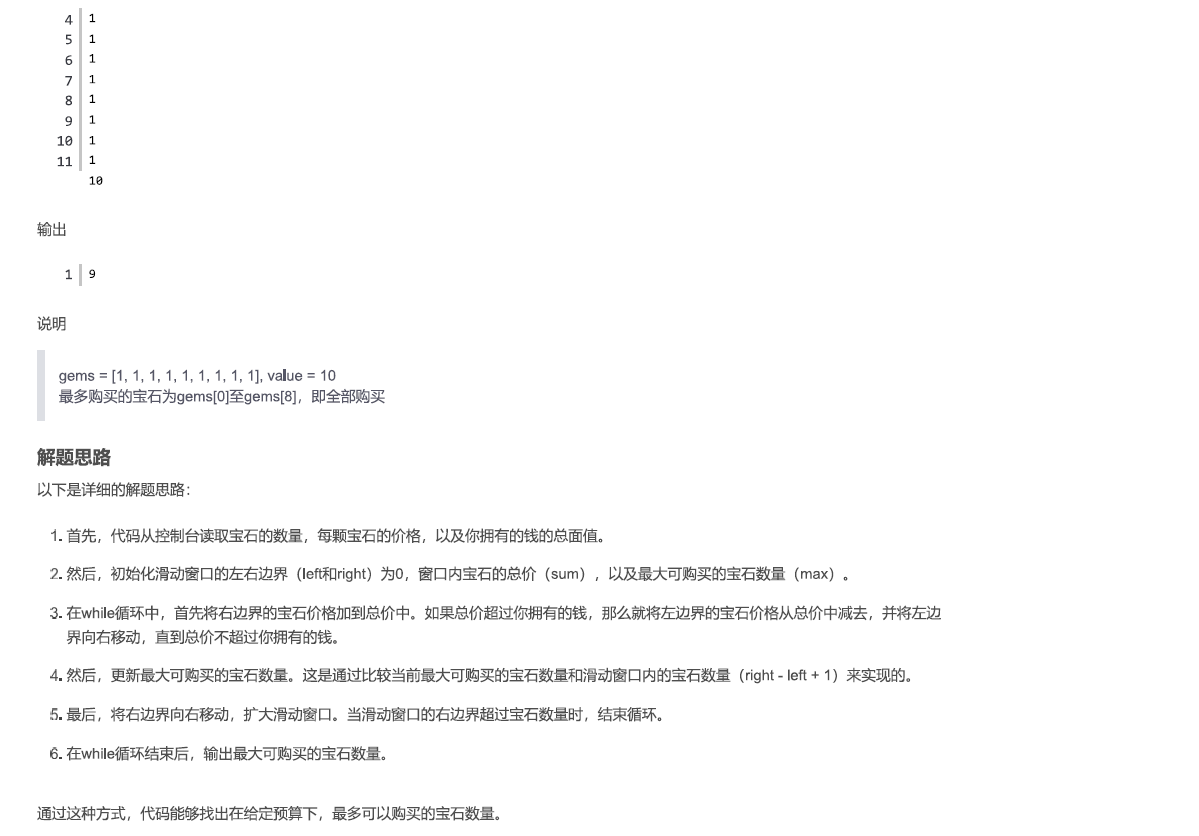 4 1
5 1
6 1
7 1
8 1
9 1
10 1
11 1
10
输出
1 9
说明
gems = [1, 1, 1, 1, 1, 1, 1, 1, 1], value = 10
最多购买的宝石为gems[0]至gems[8]，即全部购买
解题思路
以下是详细的解题思路：
1. 首先，代码从控制台读取宝石的数量，每颗宝石的价格，以及你拥有的钱的总面值。
2. 然后，初始化滑动窗口的左右边界（left和right）为0，窗口内宝石的总价（sum），以及最大可购买的宝石数量（max）。
3. 在while循环中，首先将右边界的宝石价格加到总价中。如果总价超过你拥有的钱，那么就将左边界的宝石价格从总价中减去，并将左边
界向右移动，直到总价不超过你拥有的钱。
4. 然后，更新最大可购买的宝石数量。这是通过比较当前最大可购买的宝石数量和滑动窗口内的宝石数量（right - left + 1）来实现的。
5. 最后，将右边界向右移动，扩大滑动窗口。当滑动窗口的右边界超过宝石数量时，结束循环。
6. 在while循环结束后，输出最大可购买的宝石数量。
通过这种方式，代码能够找出在给定预算下，最多可以购买的宝石数量。